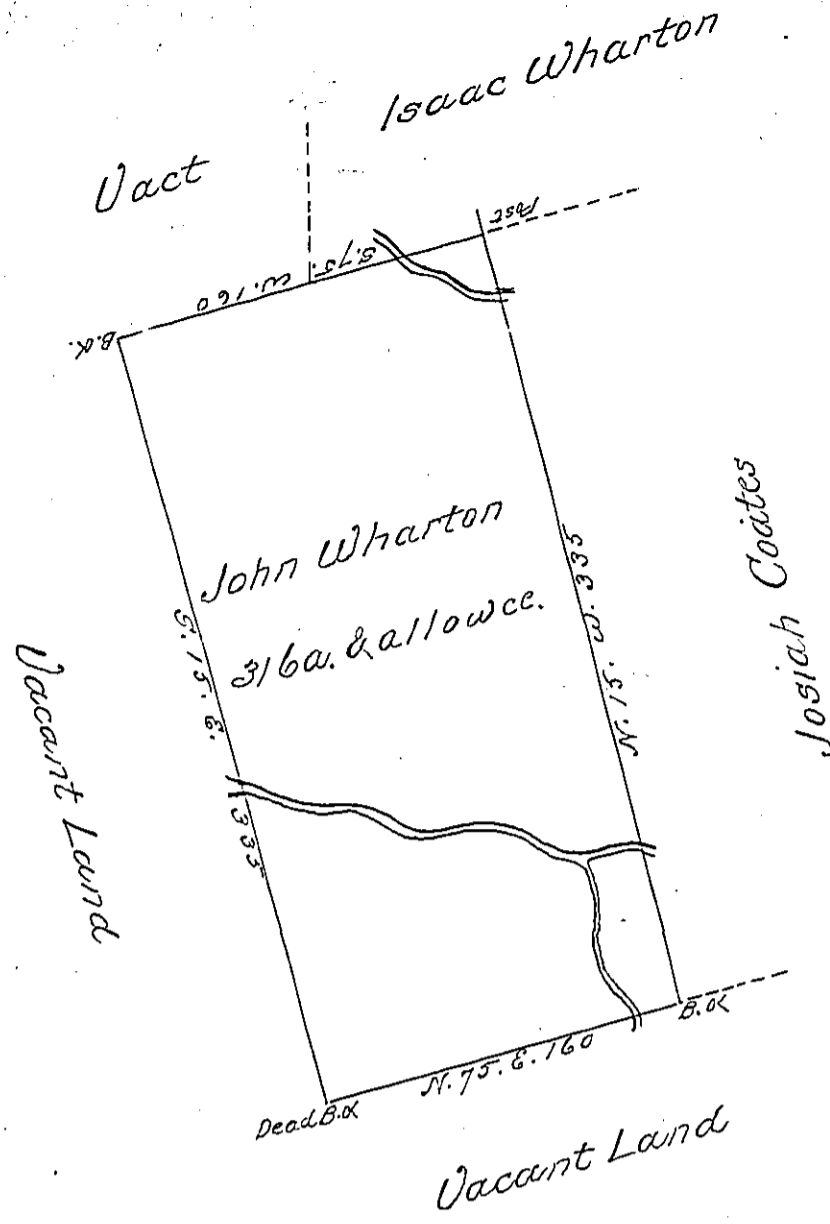 Isaac Wharton
Vact
Post
S. 75. W. 160
B.O.
John Wharton
316a. & allowce.
N. 15. W. 335
S. 15. E. 335
Josiah Coates
Vacant Land
B.O.
N. 75. E. 160
Dead B.O.
Vacant Land